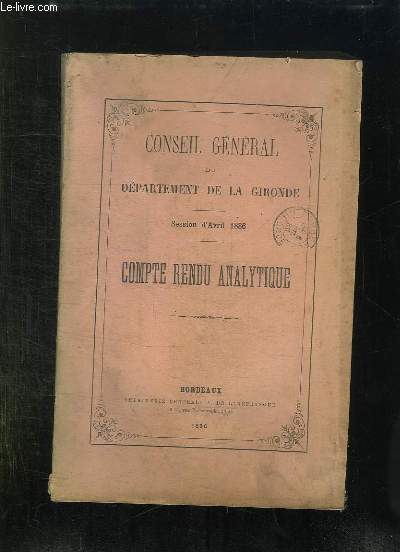 Le-livre.com
CONSEIL GÉNÉRAL
DU
DÉPARTEMENT DE LA GIRONDE
Session d'Avril 1886
COMPTE RENDU ANALYTIQUE
BORDEAUX
1886